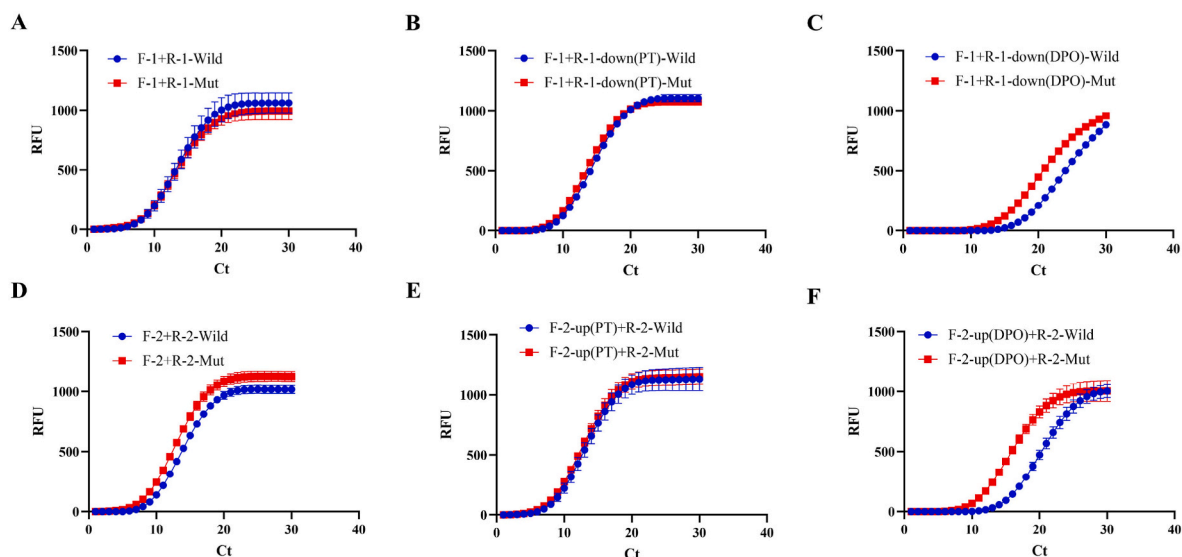 A
F-1+R-1-Wild
F-1+R-1-Mut
1500
1000
500
0
RFU
0 10 20 30 40
Ct
B
F-1+R-1-down(PT)-Wild
F-1+R-1-down(PT)-Mut
1500
1000
500
0
RFU
0 10 20 30 40
Ct
C
F-1+R-1-down(DPO)-Wild
F-1+R-1-down(DPO)-Mut
1500
1000
500
0
RFU
0 10 20 30 40
Ct
D
F-2+R-2-Wild
F-2+R-2-Mut
1500
1000
500
0
RFU
0 10 20 30 40
Ct
E
F-2-up(PT)+R-2-Wild
F-2-up(PT)+R-2-Mut
1500
1000
500
0
RFU
0 10 20 30 40
Ct
F
F-2-up(DPO)+R-2-Wild
F-2-up(DPO)+R-2-Mut
1500
1000
500
0
RFU
0 10 20 30 40
Ct